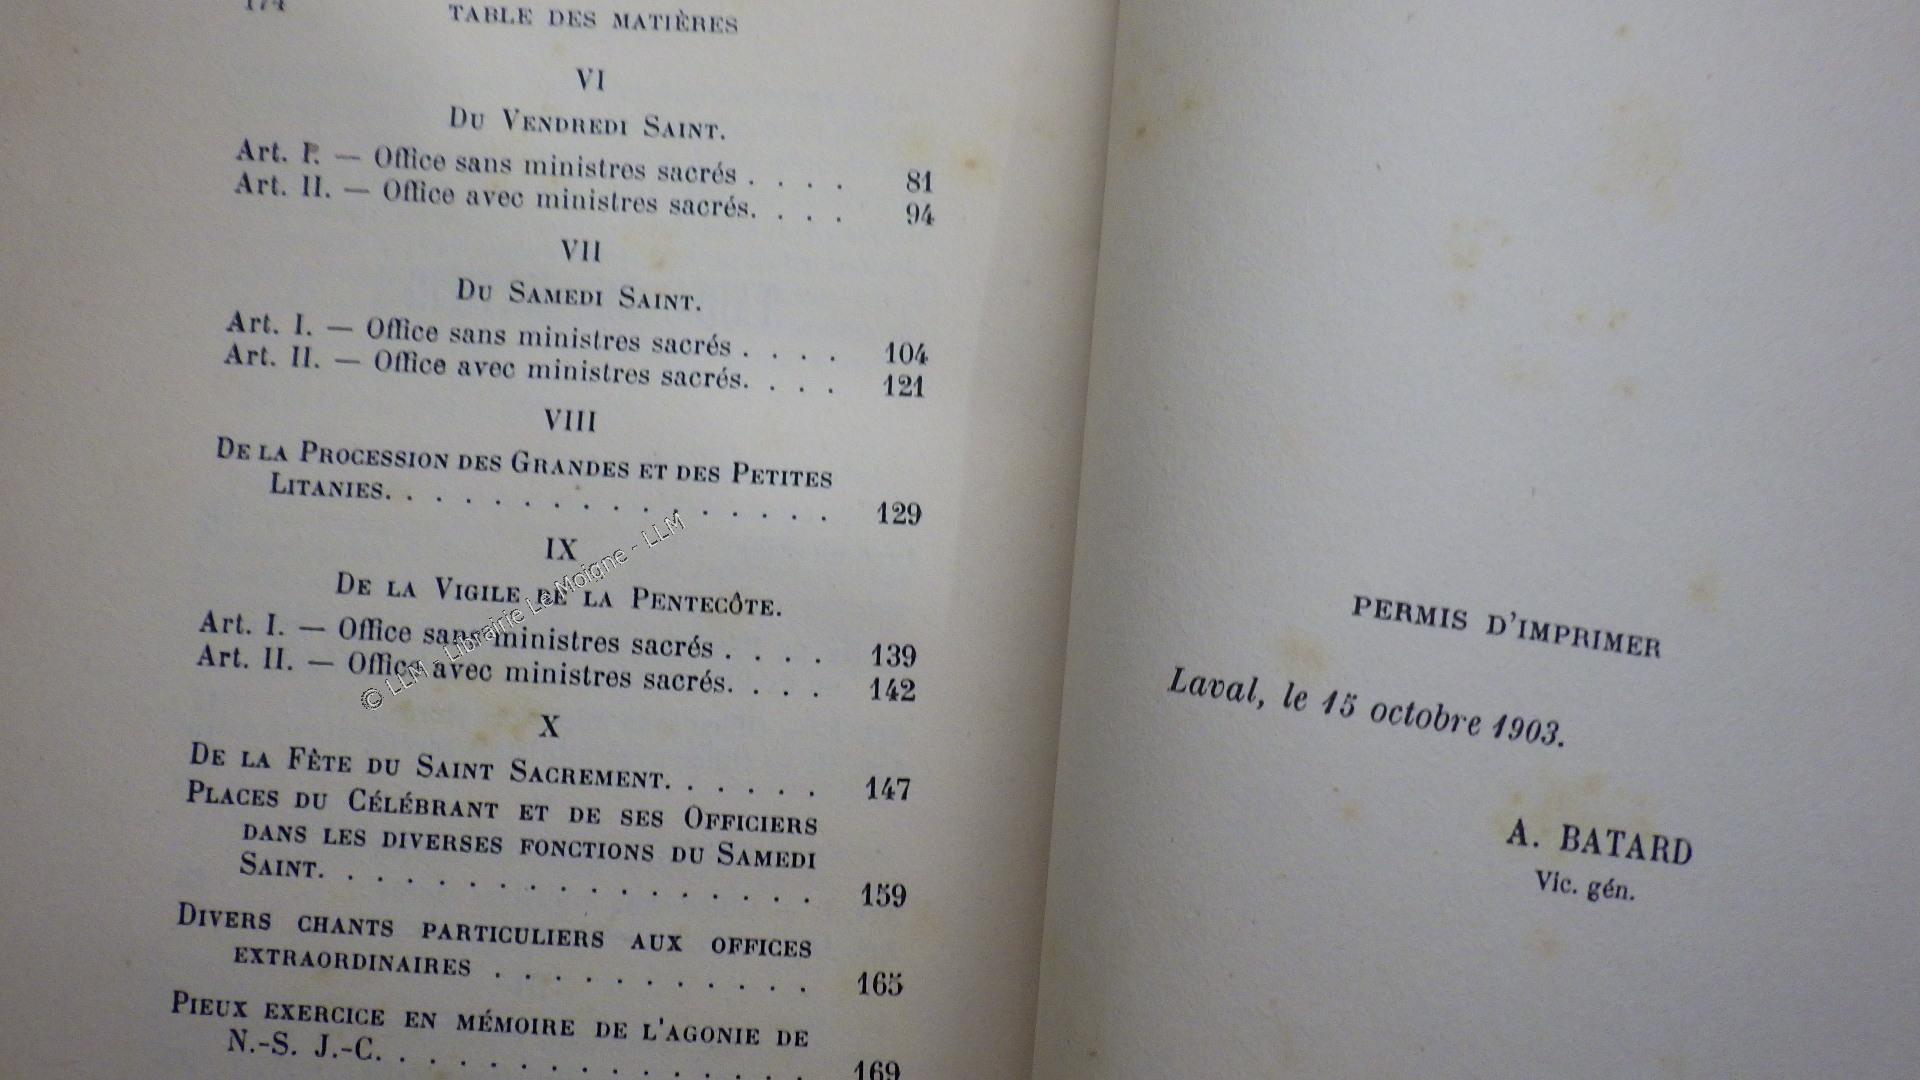 174 TABLE DES MATIÈRES
VI
DU VENDREDI SAINT.
Art. I. — Office sans ministres sacrés . . . . 81
Art. II. — Office avec ministres sacrés. . . . 94
VII
DU SAMEDI SAINT.
Art. I. — Office sans ministres sacrés . . . . 104
Art. II. — Office avec ministres sacrés. . . . 121
VIII
DE LA PROCESSION DES GRANDES ET DES PETITES
LITANIES. . . . . . . . . . . . . . . . 129
IX
DE LA VIGILE DE LA PENTECÔTE.
Art. I. — Office sans ministres sacrés . . . . 139
Art. II. — Office avec ministres sacrés. . . . 142
X
DE LA FÊTE DU SAINT SACREMENT. . . . . . 147
PLACES DU CÉLÉBRANT ET DE SES OFFICIERS
DANS LES DIVERSES FONCTIONS DU SAMEDI
SAINT. . . . . . . . . . . . . . . . . . 159
DIVERS CHANTS PARTICULIERS AUX OFFICES
EXTRAORDINAIRES . . . . . . . . . . . 165
PIEUX EXERCICE EN MÉMOIRE DE L'AGONIE DE
N.-S. J.-C. . . . . . . . . . . . . . . . 169
PERMIS D'IMPRIMER
Laval, le 15 octobre 1903.
A. BATARD
Vic. gén.
© LLM - Librairie Le Moigne - LLM